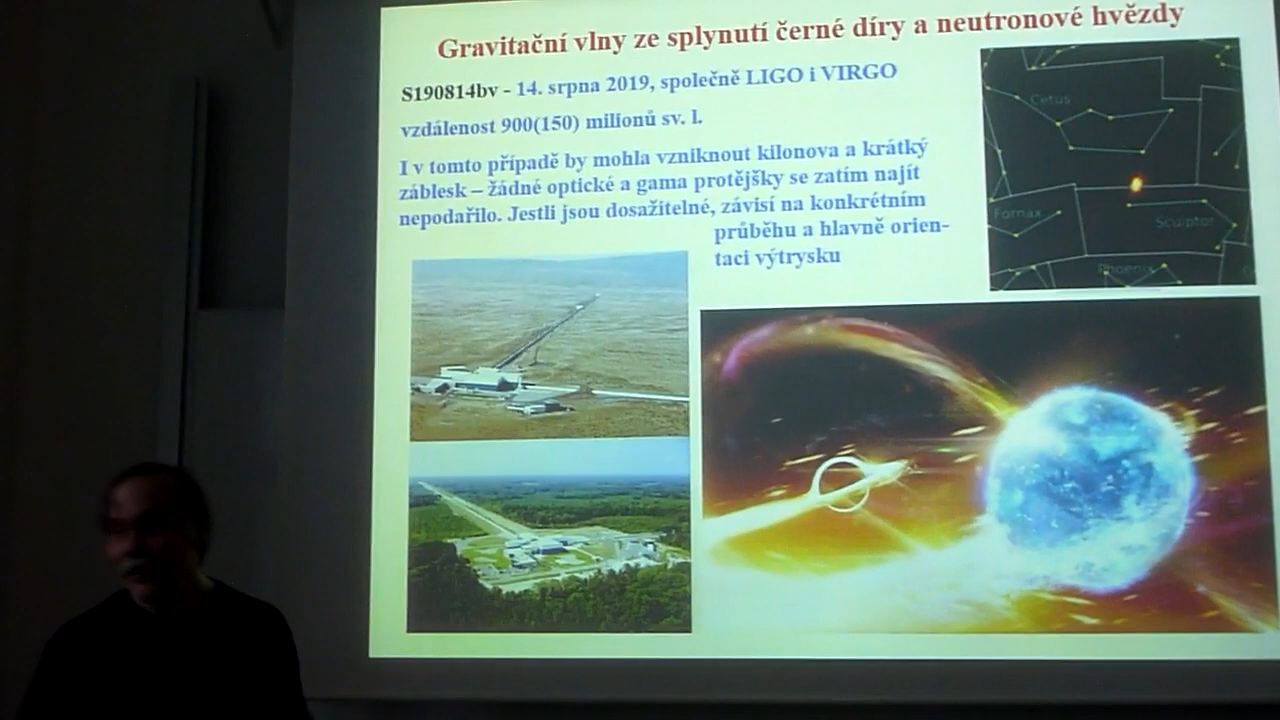 Gravitační vlny ze splynutí černé díry a neutronové hvězdy
S190814bv - 14. srpna 2019, společně LIGO i VIRGO
vzdálenost 900(150) milionů sv. l.
I v tomto případě by mohla vzniknout kilonova a krátký
záblesk – žádné optické a gama protějšky se zatím najít
nepodařilo. Jestli jsou dosažitelné, závisí na konkrétním
průběhu a hlavně orien-
taci výtrysku
Cetus
Fornax
Sculptor
Phoenix